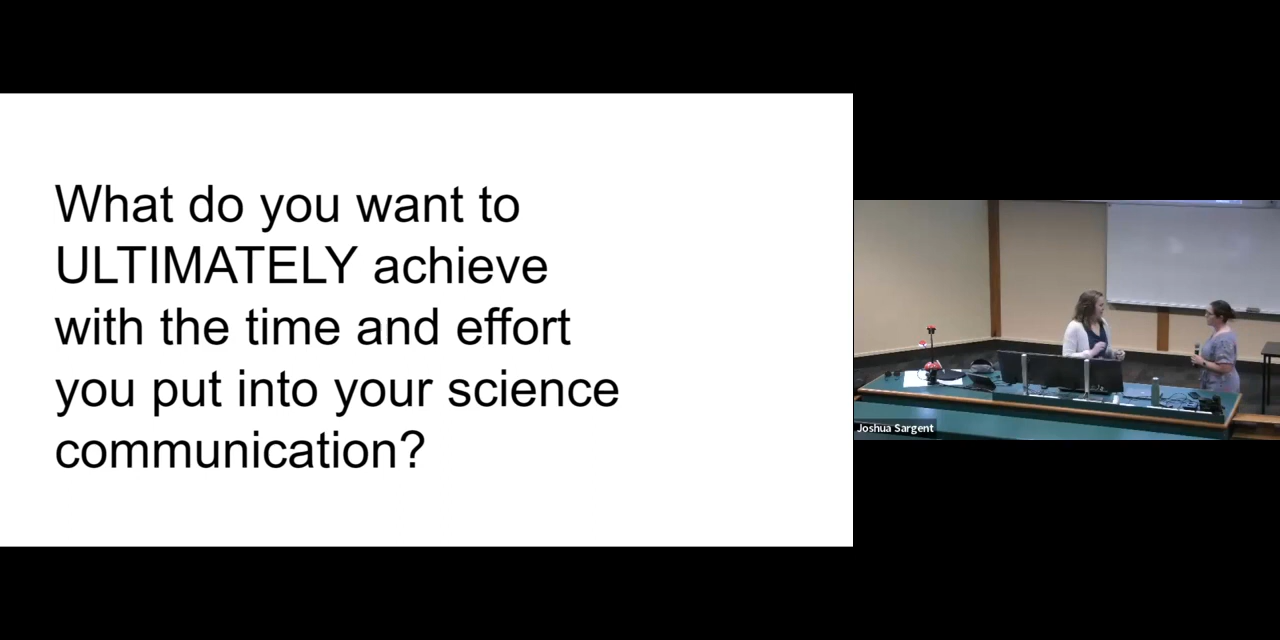 What do you want to
ULTIMATELY achieve
with the time and effort
you put into your science
communication?
Joshua Sargent